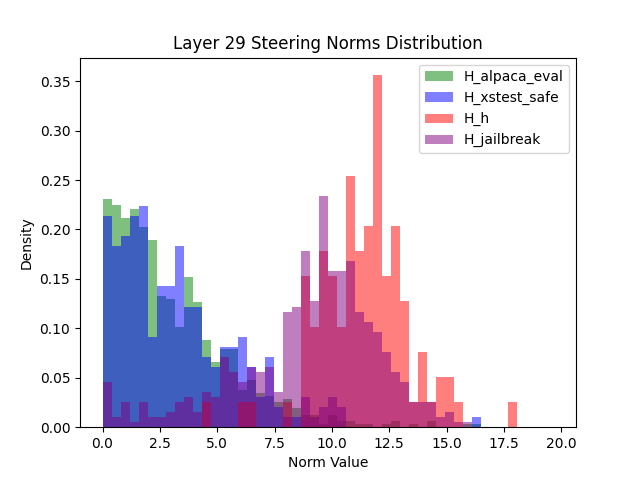 Layer 29 Steering Norms Distribution
H_alpaca_eval
H_xstest_safe
H_h
H_jailbreak
Density
0.35
0.30
0.25
0.20
0.15
0.10
0.05
0.00
0.0 2.5 5.0 7.5 10.0 12.5 15.0 17.5 20.0
Norm Value